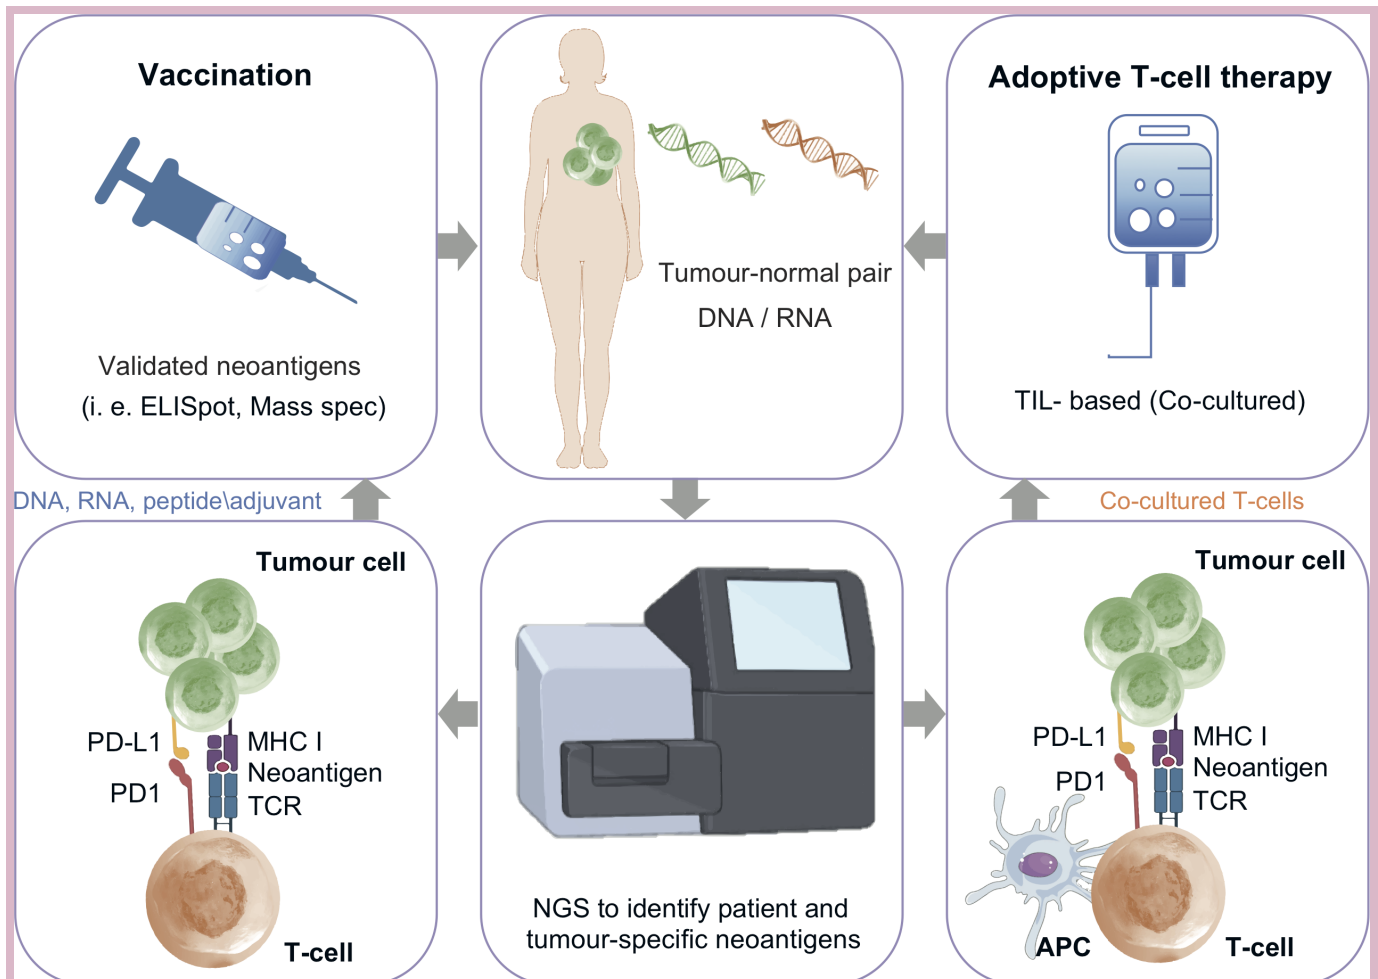 Vaccination
Validated neoantigens
(i. e. ELISpot, Mass spec)
Tumour-normal pair
DNA / RNA
Adoptive T-cell therapy
TIL- based (Co-cultured)
DNA, RNA, peptide\adjuvant
Co-cultured T-cells
Tumour cell
PD-L1
MHC I
Neoantigen
PD1
TCR
T-cell
NGS to identify patient and
tumour-specific neoantigens
Tumour cell
PD-L1
MHC I
Neoantigen
PD1
TCR
APC
T-cell